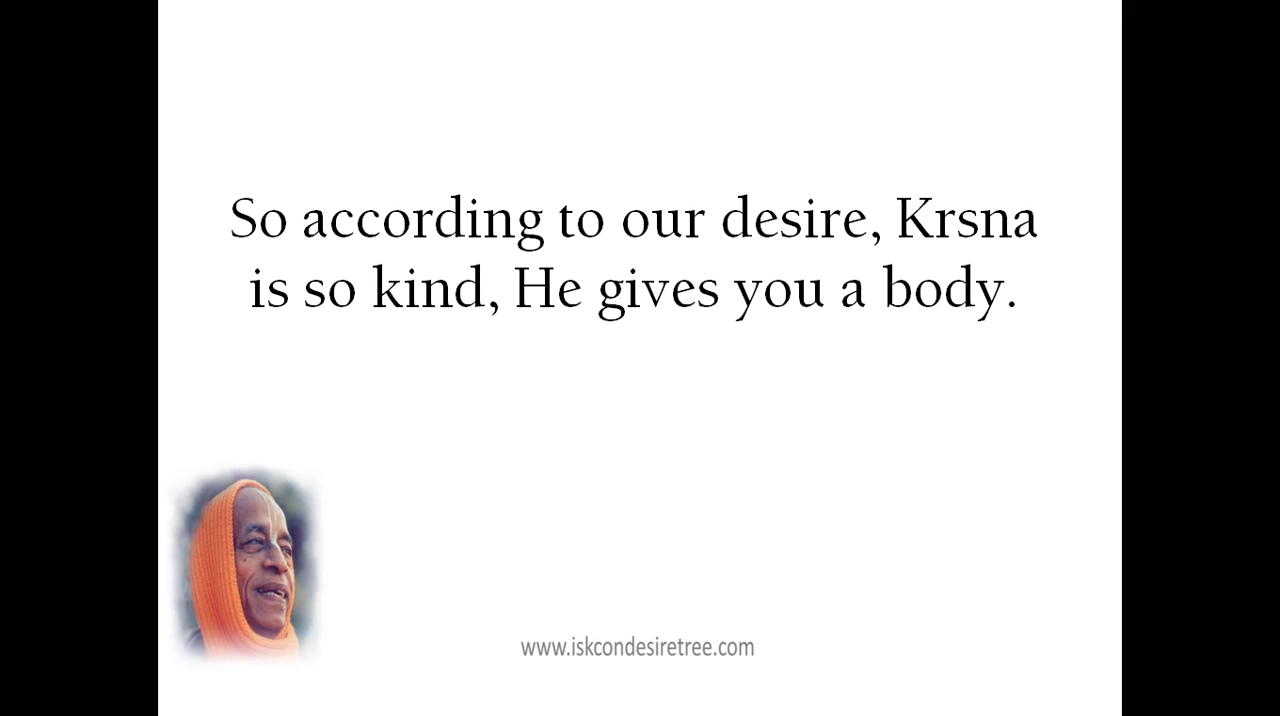 So according to our desire, Krsna
is so kind, He gives you a body.
www.iskcondesiretree.com